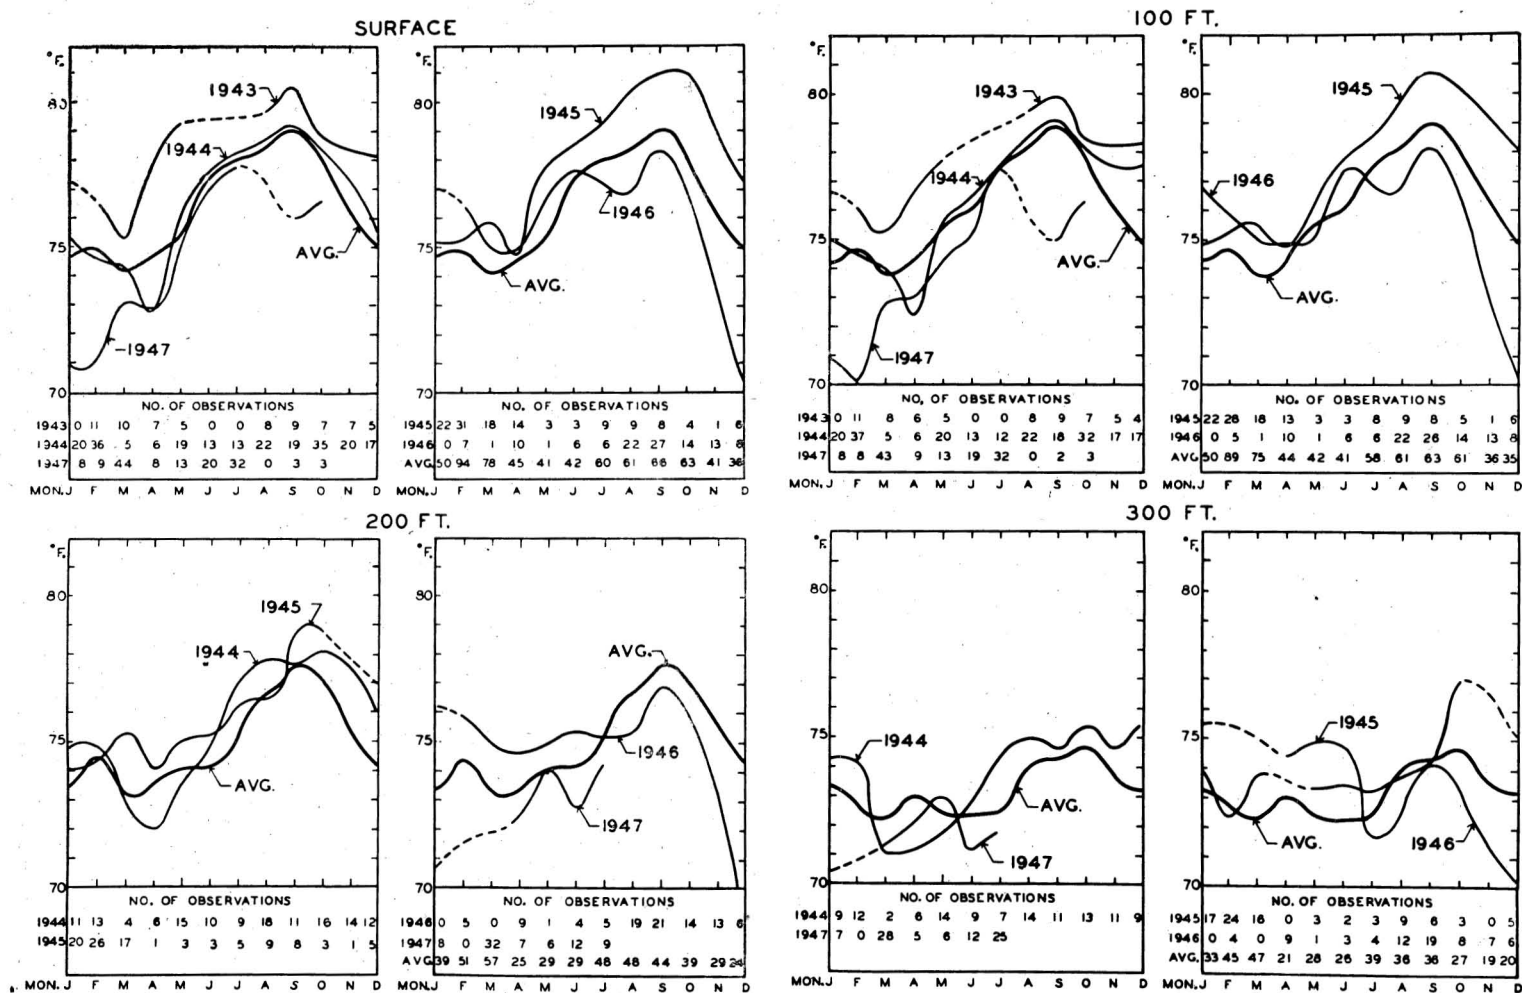 SURFACE
°F.
80
75
70
1943
1944
1947
AVG.
NO. OF OBSERVATIONS
1943 0 11 10 7 5 0 0 8 9 7 7 5
1944 20 36 5 6 19 13 13 22 19 35 20 17
1947 8 9 44 8 13 20 32 0 3 3
MON. J F M A M J J A S O N D
80
75
70
1945
1946
AVG.
NO. OF OBSERVATIONS
1945 22 31 18 14 3 3 9 9 8 4 1 6
1946 0 7 1 10 1 6 6 22 27 14 13 8
AVG. 50 94 78 45 41 42 60 61 66 63 41 36
MON. J F M A M J J A S O N D
100 FT.
°F.
80
75
70
1943
1944
1947
AVG.
NO. OF OBSERVATIONS
1943 0 11 8 6 5 0 0 8 9 7 5 4
1944 20 37 5 6 20 13 12 22 18 32 17 17
1947 8 8 43 9 13 19 32 0 2 3
MON. J F M A M J J A S O N D
°F.
80
75
70
1945
1946
AVG.
NO. OF OBSERVATIONS
1945 22 28 18 13 3 3 8 9 8 5 1 6
1946 0 5 1 10 1 6 6 22 26 14 13 8
AVG. 50 89 75 44 42 41 58 61 63 61 36 35
MON. J F M A M J J A S O N D
200 FT.
°F.
80
75
70
1945
1944
AVG.
NO. OF OBSERVATIONS
1944 11 13 4 6 15 10 9 18 11 16 14 12
1945 20 26 17 1 3 3 5 9 8 3 1 5
MON. J F M A M J J A S O N D
°F.
80
75
70
AVG.
1946
1947
NO. OF OBSERVATIONS
1946 0 5 0 9 1 4 5 19 21 14 13 6
1947 8 0 32 7 6 12 9
AVG. 39 51 57 25 29 29 48 48 44 39 29 24
MON. J F M A M J J A S O N D
300 FT.
°F.
80
75
70
1944
AVG.
1947
NO. OF OBSERVATIONS
1944 9 12 2 6 14 9 7 14 11 13 11 9
1947 7 0 28 5 6 12 25
MON. J F M A M J J A S O N D
°F.
80
75
70
1945
AVG.
1946
NO. OF OBSERVATIONS
1945 17 24 16 0 3 2 3 9 6 3 0 5
1946 0 4 0 9 1 3 4 12 19 8 7 6
AVG. 33 45 47 21 28 26 39 36 36 27 19 20
MON. J F M A M J J A S O N D